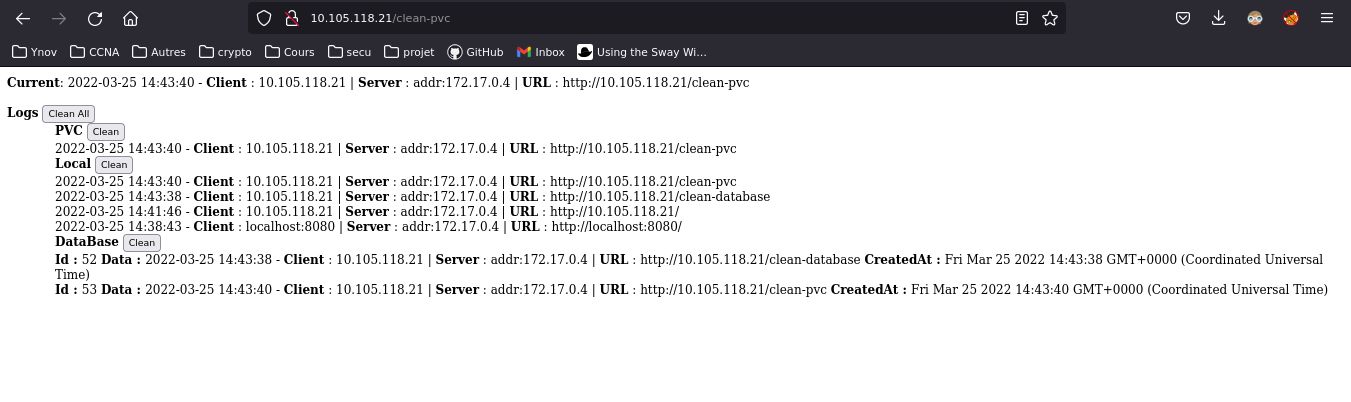 10.105.118.21/clean-pvc
Ynov CCNA Autres crypto Cours secu projet GitHub Inbox Using the Sway Wi...
Current: 2022-03-25 14:43:40 - Client : 10.105.118.21 | Server : addr:172.17.0.4 | URL : http://10.105.118.21/clean-pvc
Logs Clean All
PVC Clean
2022-03-25 14:43:40 - Client : 10.105.118.21 | Server : addr:172.17.0.4 | URL : http://10.105.118.21/clean-pvc
Local Clean
2022-03-25 14:43:40 - Client : 10.105.118.21 | Server : addr:172.17.0.4 | URL : http://10.105.118.21/clean-pvc
2022-03-25 14:43:38 - Client : 10.105.118.21 | Server : addr:172.17.0.4 | URL : http://10.105.118.21/clean-database
2022-03-25 14:41:46 - Client : 10.105.118.21 | Server : addr:172.17.0.4 | URL : http://10.105.118.21/
2022-03-25 14:38:43 - Client : localhost:8080 | Server : addr:172.17.0.4 | URL : http://localhost:8080/
DataBase Clean
Id : 52 Data : 2022-03-25 14:43:38 - Client : 10.105.118.21 | Server : addr:172.17.0.4 | URL : http://10.105.118.21/clean-database CreatedAt : Fri Mar 25 2022 14:43:38 GMT+0000 (Coordinated Universal
Time)
Id : 53 Data : 2022-03-25 14:43:40 - Client : 10.105.118.21 | Server : addr:172.17.0.4 | URL : http://10.105.118.21/clean-pvc CreatedAt : Fri Mar 25 2022 14:43:40 GMT+0000 (Coordinated Universal Time)